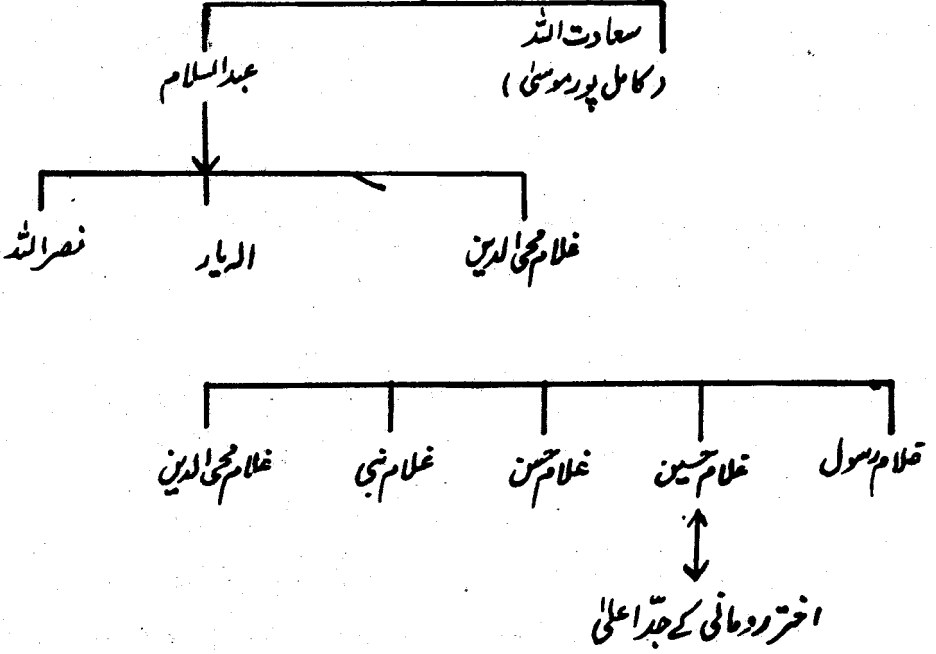 سعادت اللہ
عبدالسلام
(کامل پور موسیٰ)
غلام محی الدین
الہ یار
نصر اللہ
غلام رسول
غلام حسین
غلام حسن
غلام نبی
غلام محی الدین
اختر رومانی کے جدّ اعلیٰ